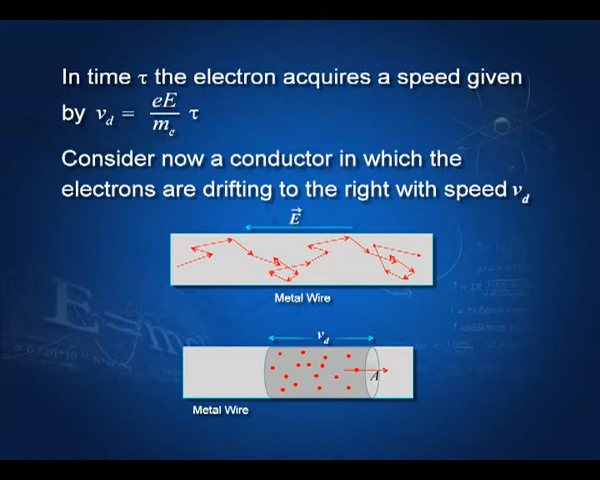 In time τ the electron acquires a speed given
by v_d = eE/m_e τ
Consider now a conductor in which the
electrons are drifting to the right with speed v_d
E⃗
Metal Wire
v_d
A
Metal Wire
E=m